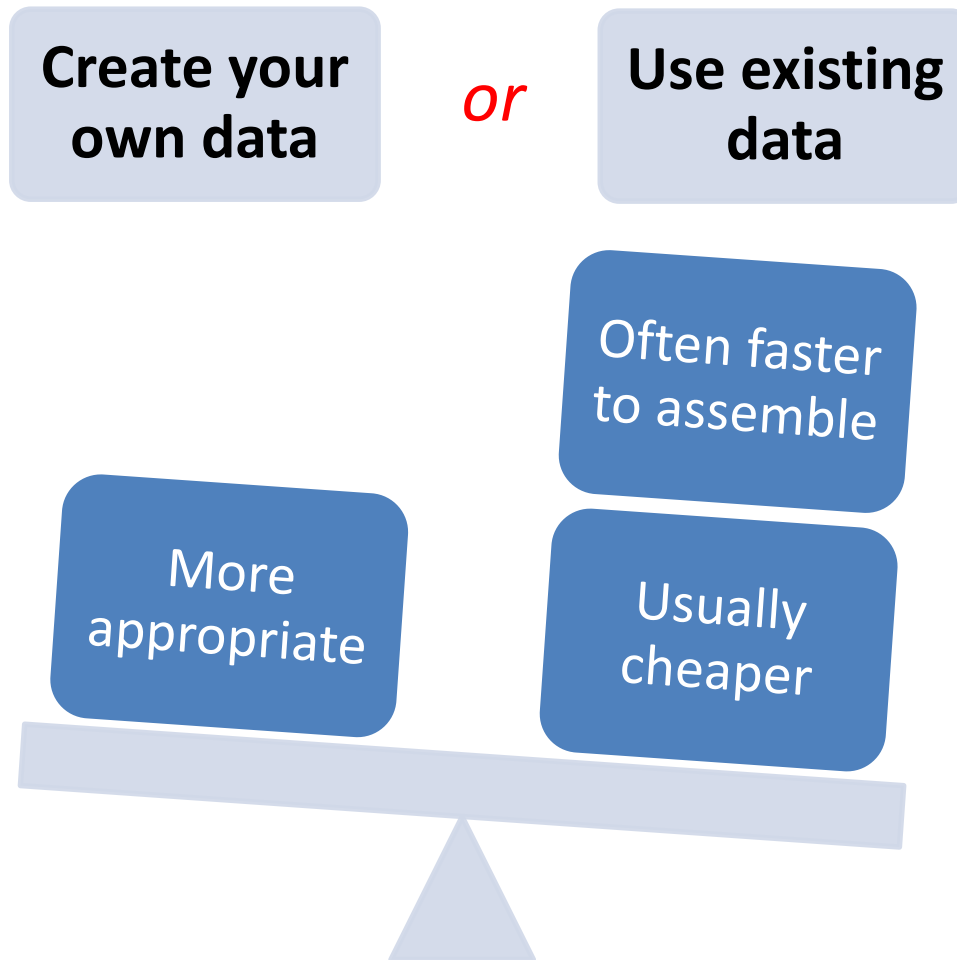 Create your
own data
or
Use existing
data
Often faster
to assemble
More
appropriate
Usually
cheaper